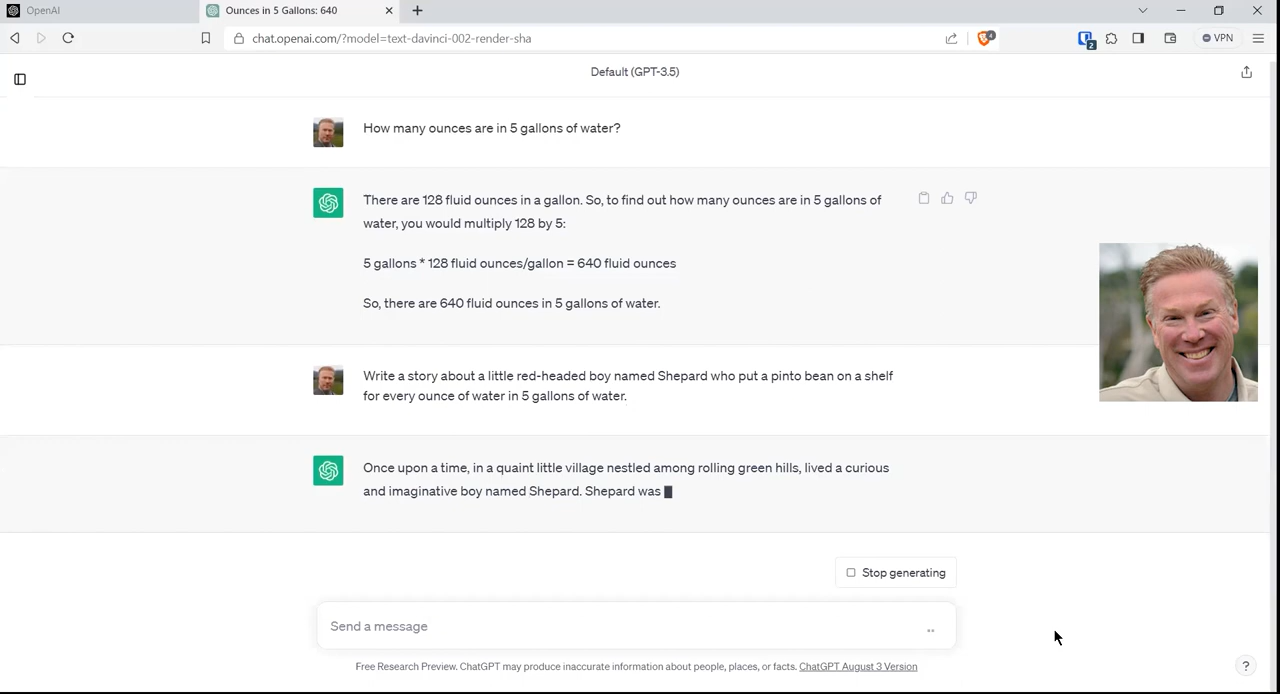 OpenAI
Ounces in 5 Gallons: 640
chat.openai.com/?model=text-davinci-002-render-sha
4
2
VPN
Default (GPT-3.5)
How many ounces are in 5 gallons of water?
There are 128 fluid ounces in a gallon. So, to find out how many ounces are in 5 gallons of
water, you would multiply 128 by 5:
5 gallons * 128 fluid ounces/gallon = 640 fluid ounces
So, there are 640 fluid ounces in 5 gallons of water.
Write a story about a little red-headed boy named Shepard who put a pinto bean on a shelf
for every ounce of water in 5 gallons of water.
Once upon a time, in a quaint little village nestled among rolling green hills, lived a curious
and imaginative boy named Shepard. Shepard was
Stop generating
Send a message
Free Research Preview. ChatGPT may produce inaccurate information about people, places, or facts. ChatGPT August 3 Version
?